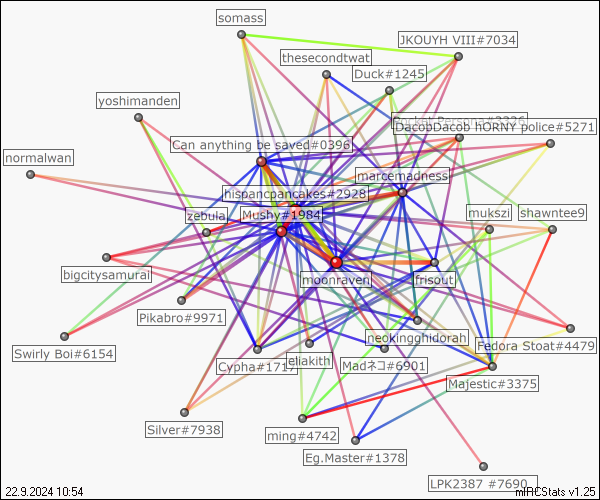 somass
JKOUYH VIII#7034
thesecondtwat
Duck#1245
yoshimanden
DacobDacob hORNY police#5271
Can anything be saved#0396
normalwan
marcemadness
hispancpancakes#2928
zebula
Mushy#1984
mukszi
shawntee9
bigcitysamurai
moonraven
frisout
Pikabro#9971
neokingghidorah
Swirly Boi#6154
Cypha#1717
eliakith
Madネコ#6901
Fedora Stoat#4479
Majestic#3375
Silver#7938
ming#4742
Eg.Master#1378
LPK2387 #7690
22.9.2024 10:54
mIRCStats v1.25